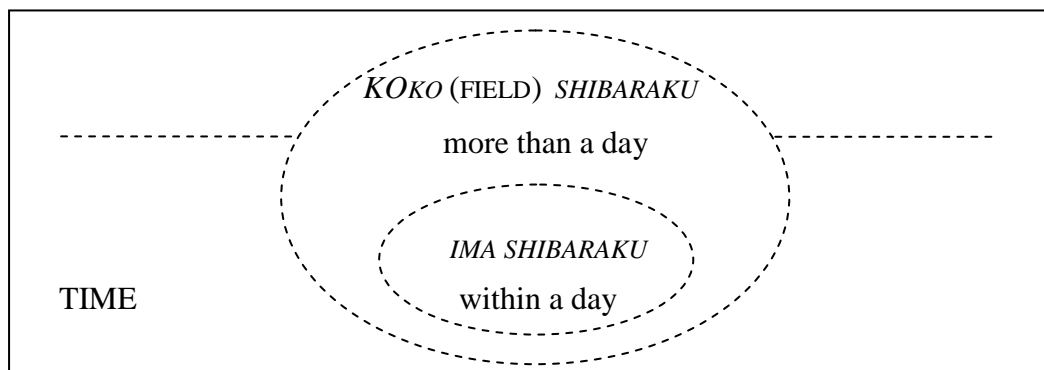 KOKO (FIELD) SHIBARAKU
more than a day
IMA SHIBARAKU
TIME
within a day